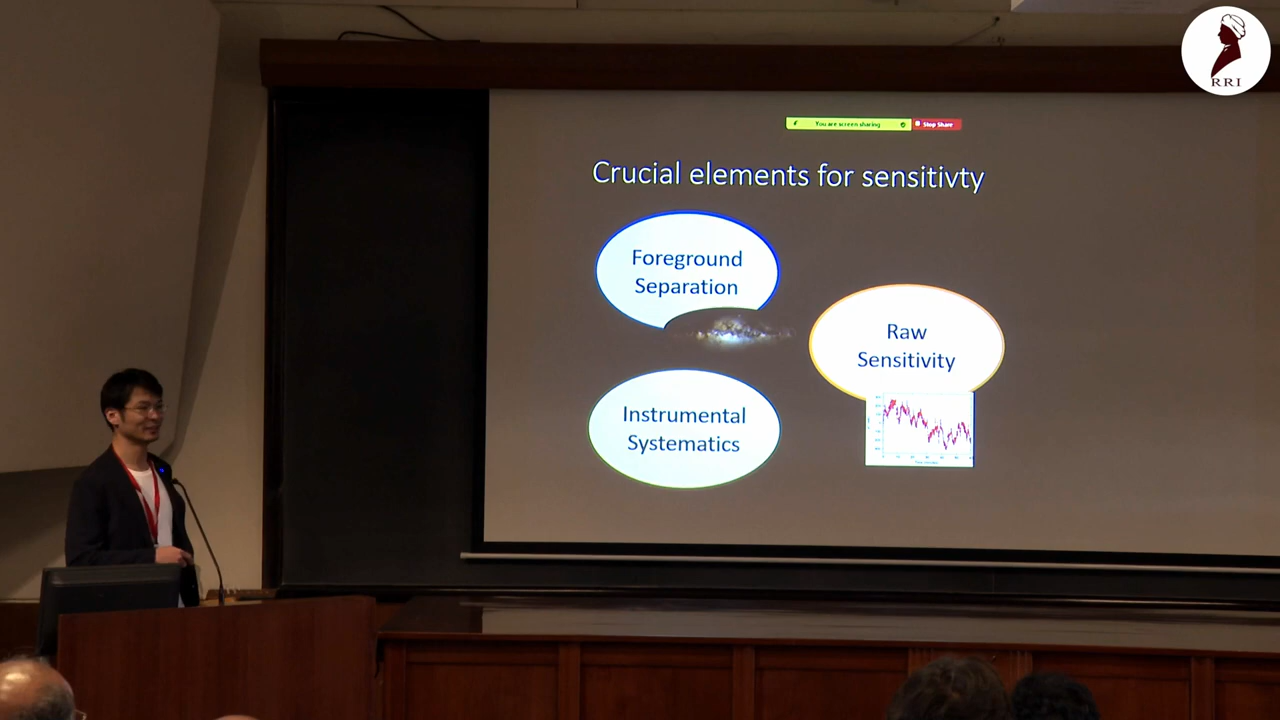 RRI
You are screen sharing
Stop Share
Crucial elements for sensitivty
Foreground
Separation
Raw
Sensitivity
Instrumental
Systematics